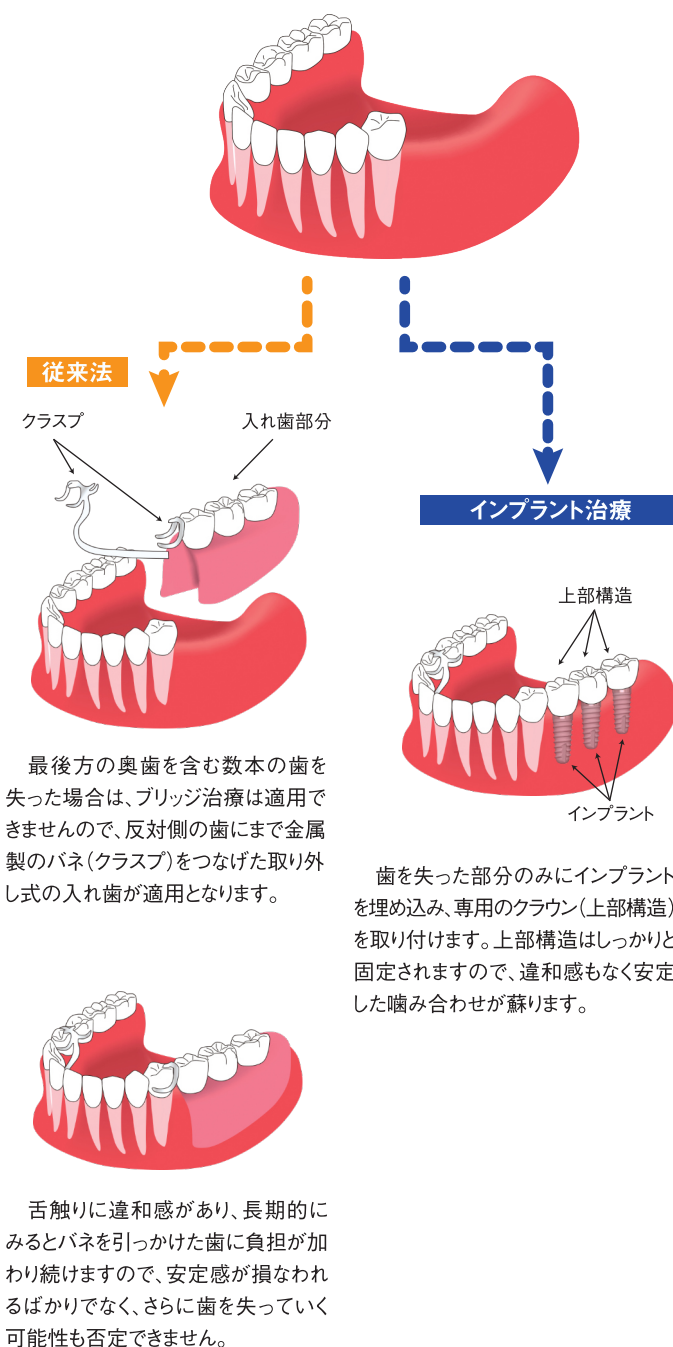 従来法
クラスプ
入れ歯部分
最後方の奥歯を含む数本の歯を
失った場合は、ブリッジ治療は適用で
きませんので、反対側の歯にまで金属
製のバネ（クラスプ）をつなげた取り外
し式の入れ歯が適用となります。
舌触りに違和感があり、長期的に
みるとバネを引っかけた歯に負担が加
わり続けますので、安定感が損なわれ
るばかりでなく、さらに歯を失っていく
可能性も否定できません。
インプラント治療
上部構造
インプラント
歯を失った部分のみにインプラント
を埋め込み、専用のクラウン（上部構造）
を取り付けます。上部構造はしっかりと
固定されますので、違和感もなく安定
した噛み合わせが蘇ります。